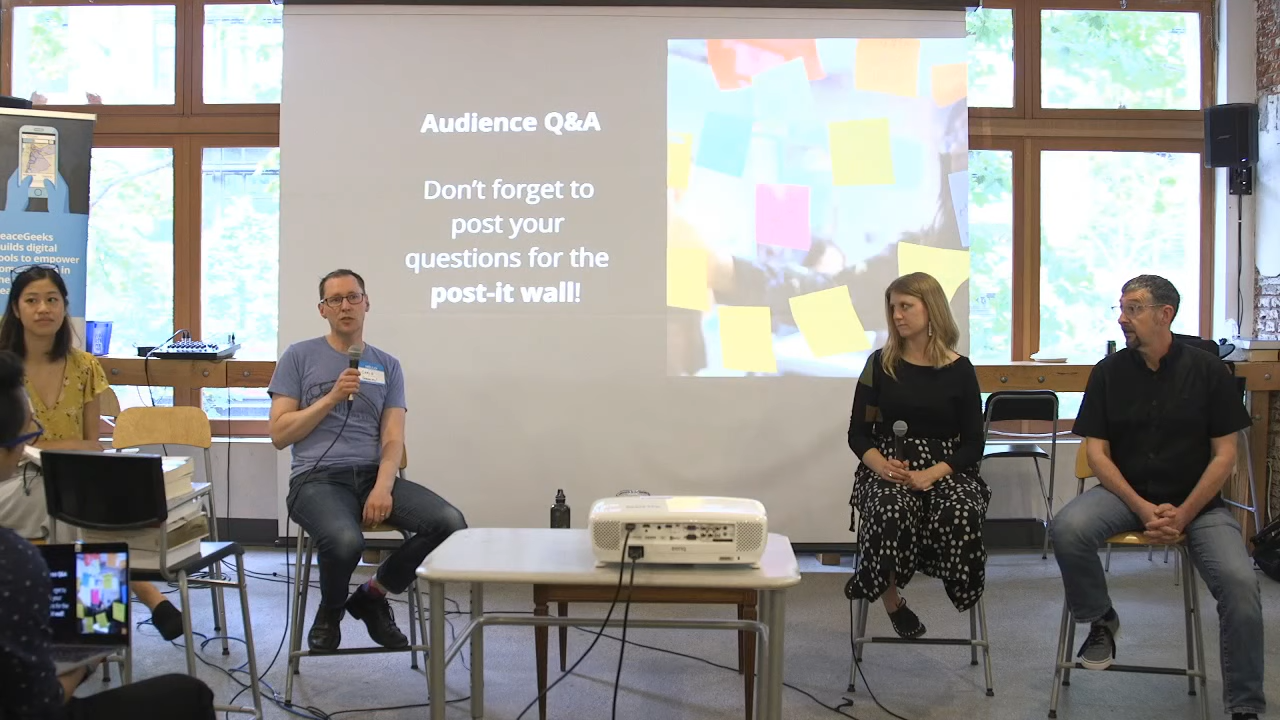 Audience Q&A
Don't forget to
post your
questions for the
post-it wall!
eaceGeeks
uilds digital
ools to empower